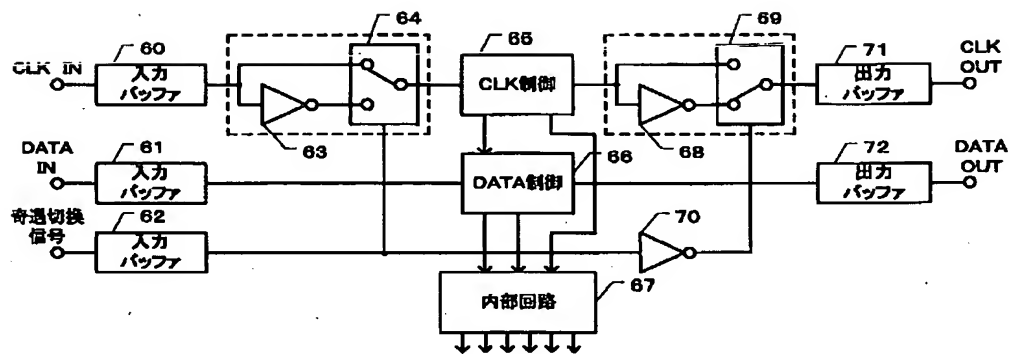 64
69
60
65
71
CLK IN
入力
バッファ
CLK制御
出力
バッファ
CLK
OUT
63
68
DATA
IN
61
入力
バッファ
66
DATA制御
72
出力
バッファ
DATA
OUT
奇遇切換
信号
62
入力
バッファ
70
内部回路
67